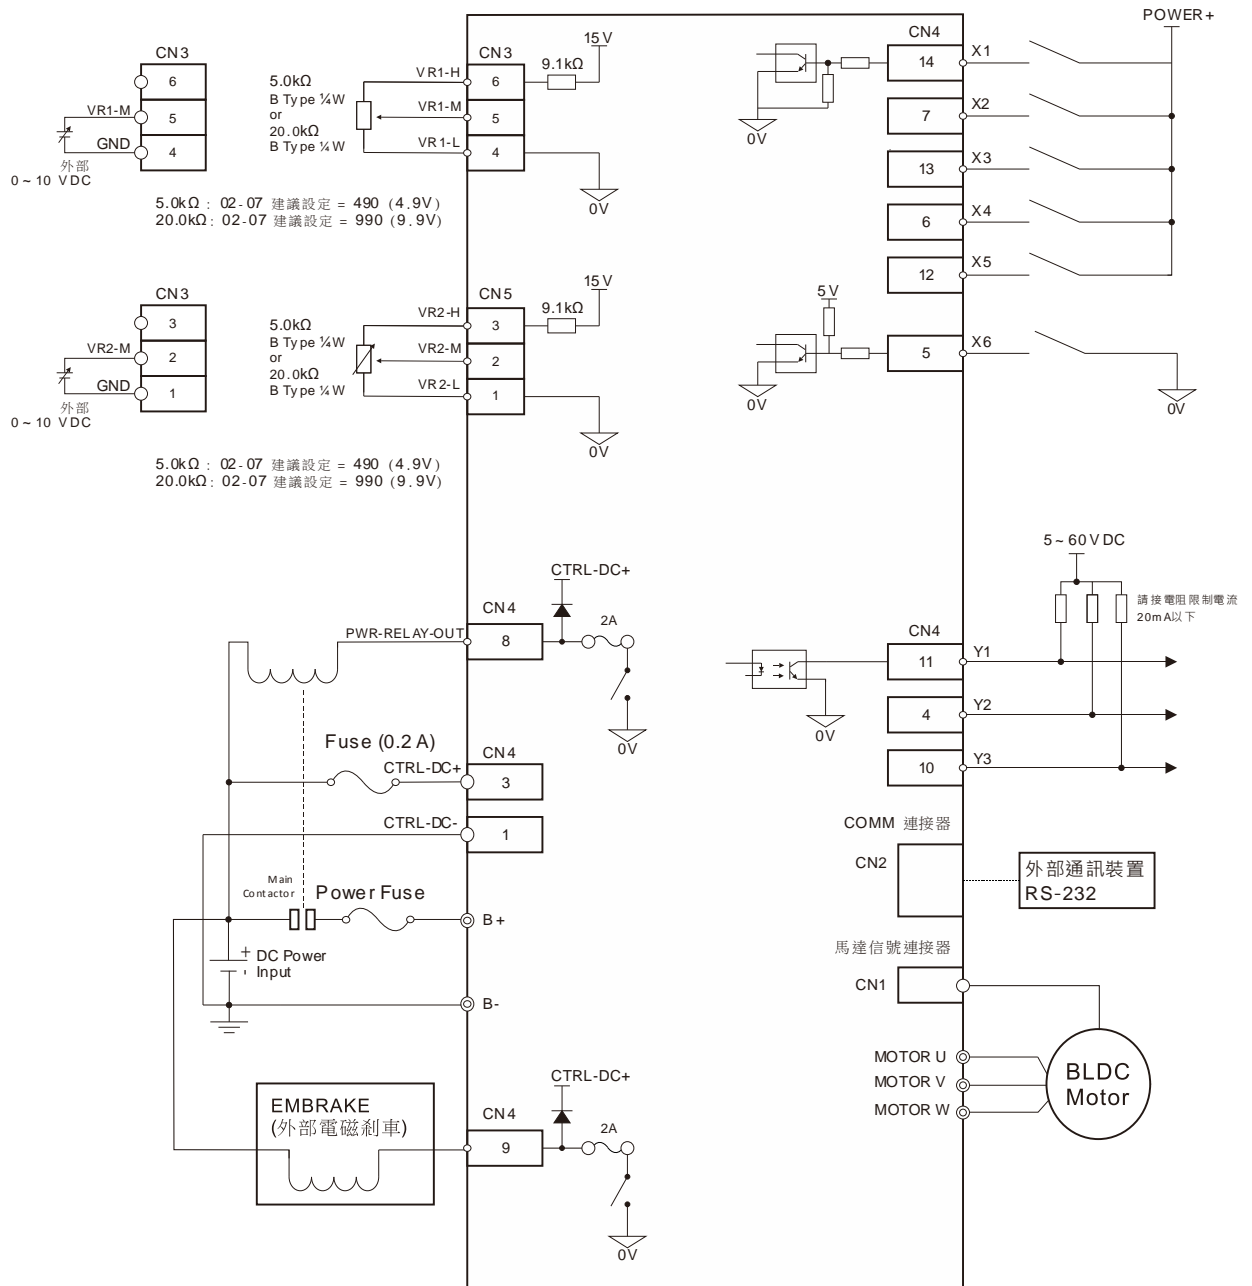 CN3
6
VR1-M
5
GND
4
外部
0 ~ 10 VDC
5.0kΩ
B Type ¼W
or
20.0kΩ
B Type ¼W
VR1-H
VR1-M
VR1-L
CN3
6
5
4
9.1kΩ
15V
0V
5.0kΩ : 02-07 建議設定 = 490 (4.9V)
20.0kΩ : 02-07 建議設定 = 990 (9.9V)
CN3
3
VR2-M
2
GND
1
外部
0 ~ 10 VDC
5.0kΩ
B Type ¼W
or
20.0kΩ
B Type ¼W
VR2-H
VR2-M
VR2-L
CN5
3
2
1
9.1kΩ
15V
0V
5.0kΩ : 02-07 建議設定 = 490 (4.9V)
20.0kΩ : 02-07 建議設定 = 990 (9.9V)
CTRL-DC+
CN4
PWR-RELAY-OUT
8
2A
0V
Fuse (0.2 A)
CTRL-DC+
CN4
3
CTRL-DC-
1
Main
Contactor
Power Fuse
B+
+
-
DC Power
Input
B-
EMBRAKE
(外部電磁剎車)
CN4
9
CTRL-DC+
2A
0V
POWER+
CN4
14
X1
0V
7
X2
13
X3
6
X4
12
X5
5V
5
X6
0V
0V
5 ~ 60 VDC
請接電阻限制電流
20mA以下
CN4
11
Y1
0V
4
Y2
10
Y3
COMM 連接器
CN2
外部通訊裝置
RS-232
馬達信號連接器
CN1
MOTOR U
MOTOR V
MOTOR W
BLDC
Motor